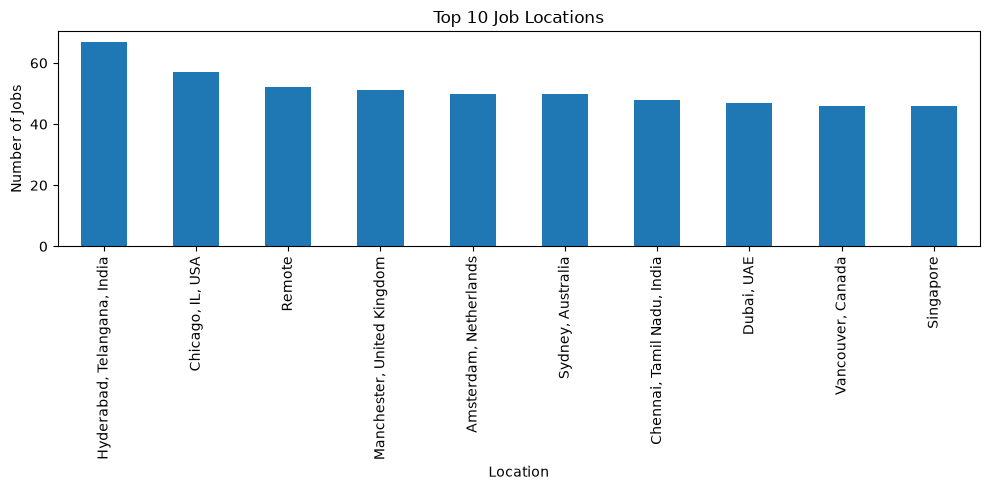 Top 10 Job Locations
Number of Jobs
60
40
20
0
Hyderabad, Telangana, India
Chicago, IL, USA
Remote
Manchester, United Kingdom
Amsterdam, Netherlands
Sydney, Australia
Chennai, Tamil Nadu, India
Dubai, UAE
Vancouver, Canada
Singapore
Location